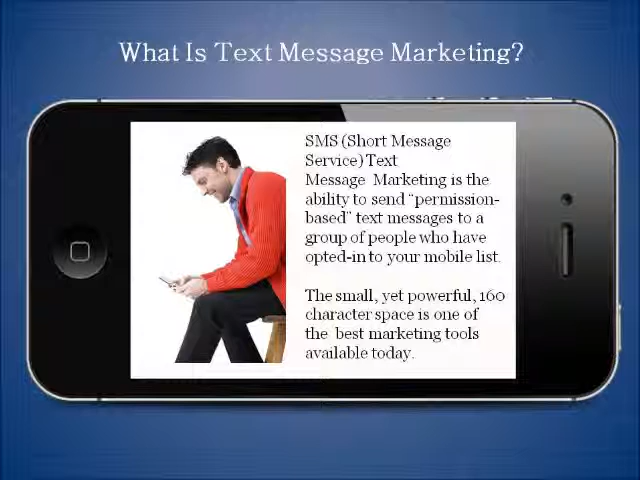 What Is Text Message Marketing?
SMS (Short Message
Service) Text
Message  Marketing is the
ability to send “permission-
based” text messages to a
group of people who have
opted-in to your mobile list.
The small, yet powerful, 160
character space is one of
the  best marketing tools
available today.